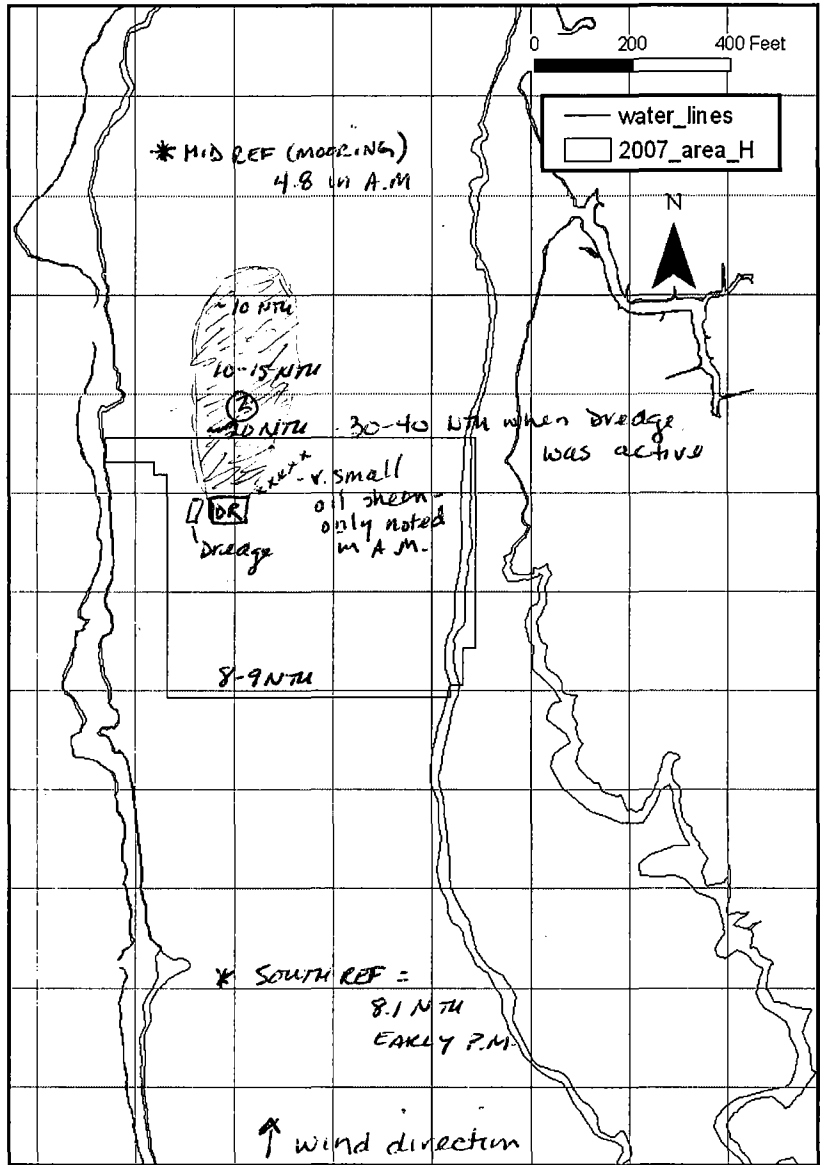 0 200 400 Feet
water_lines
2007_area_H
N
* MID REF (MOORING)
4.8 in A.M
~10 NTU
10-15 NTU
2
~20 NTU 30-40 NTU when Dredge
was active
xxxxx - v. small
oil sheen -
only noted
in A.M.
DR
Dredge
8-9 NTU
* SOUTH REF =
8.1 NTU
EARLY P.M.
↑ wind direction